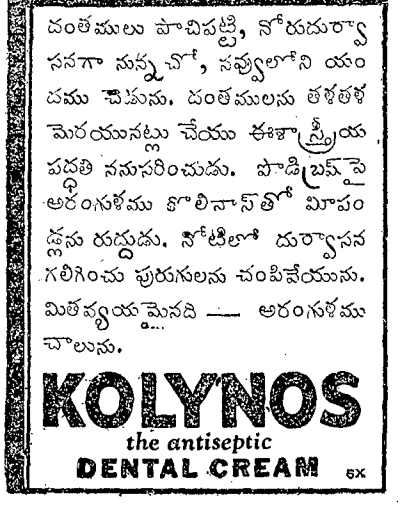 దంతములు పాచిపట్టి, నోరుదుర్వా
సనగా నున్నచో, నవ్వులోని యం
దము చెడును. దంతములను తళతళ
మెరయునట్లు చేయు ఈశాస్త్రీయ
పద్ధతి ననుసరించుడు. పొడిబ్రష్ పై
అరంగుళము కొలినాస్ తో మీపం
డ్లను రుద్దుడు. నోటిలో దుర్వాసన
గలిగించు పురుగులను చంపివేయును.
మితవ్యయమైనది — అరంగుళము
చాలును.
KOLYNOS
the antiseptic
DENTAL CREAM 5X